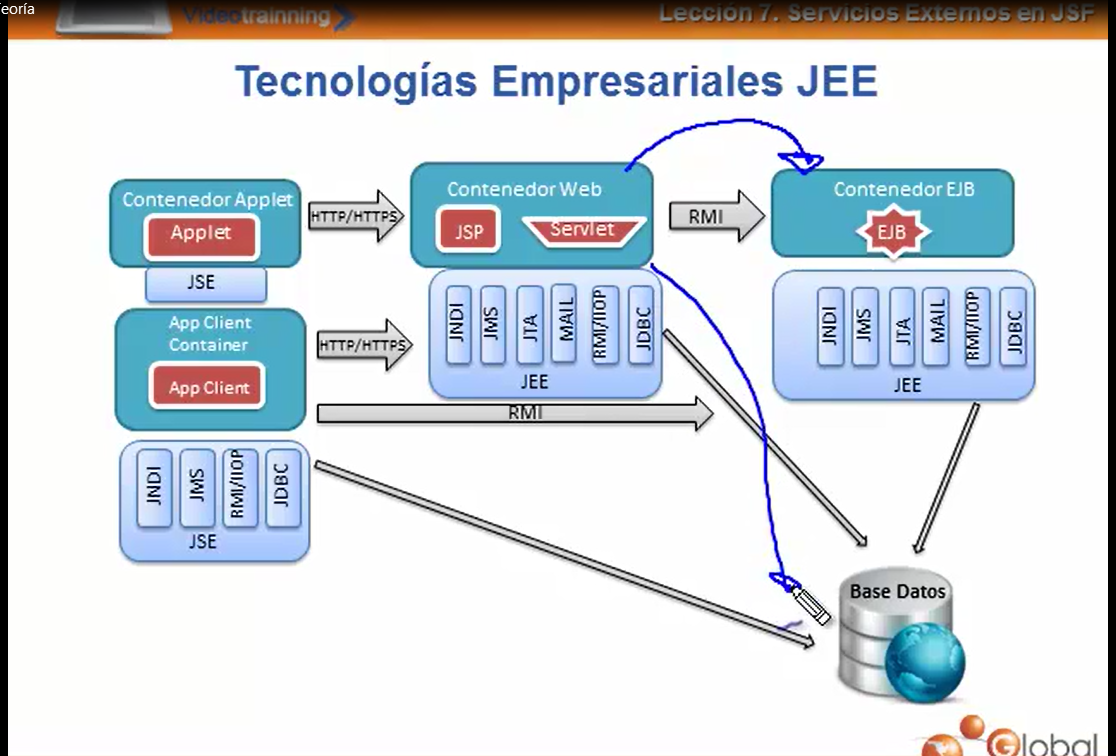 eoría
Videotrainning
Lección 7. Servicios Externos en JSF
Tecnologías Empresariales JEE
Contenedor Applet
Applet
JSE
HTTP/HTTPS
Contenedor Web
JSP
Servlet
JNDI
JMS
JTA
MAIL
RMI/IIOP
JDBC
JEE
RMI
Contenedor EJB
EJB
JNDI
JMS
JTA
MAIL
RMI/IIOP
JDBC
JEE
App Client
Container
App Client
HTTP/HTTPS
RMI
JNDI
JMS
RMI/IIOP
JDBC
JSE
Base Datos
Global